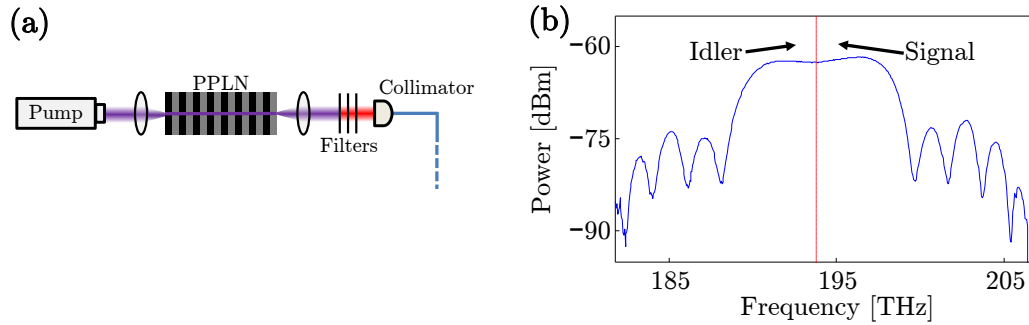 (a)
PPLN
Collimator
Pump
Filters
(b)
Idler
Signal
−60
−75
−90
Power [dBm]
185
195
205
Frequency [THz]